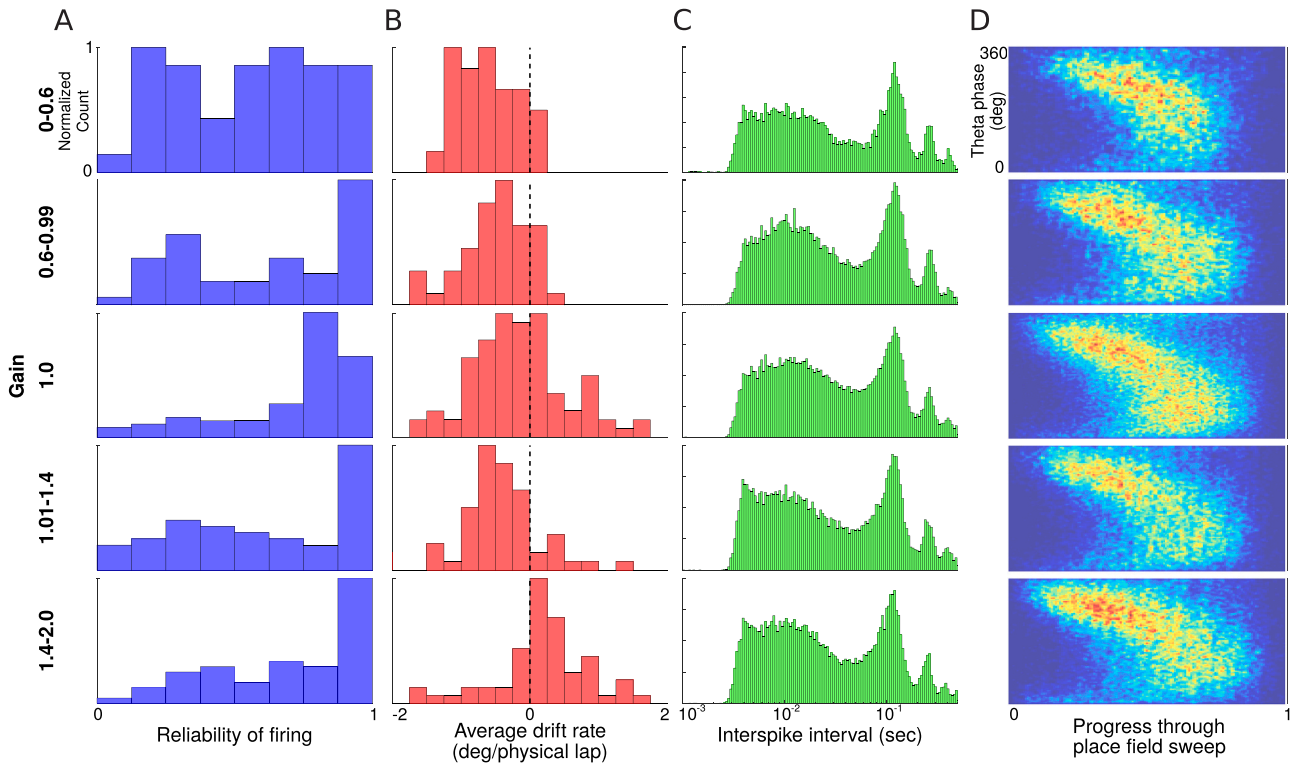 A B C D
0-0.6
Normalized
Count
1
0
Theta phase
(deg)
360
0
0.6-0.99
Gain
1.0
1.01-1.4
1.4-2.0
0 1
-2 0 2
10-3 10-2 10-1
0 1
Reliability of firing
Average drift rate
(deg/physical lap)
Interspike interval (sec)
Progress through
place field sweep